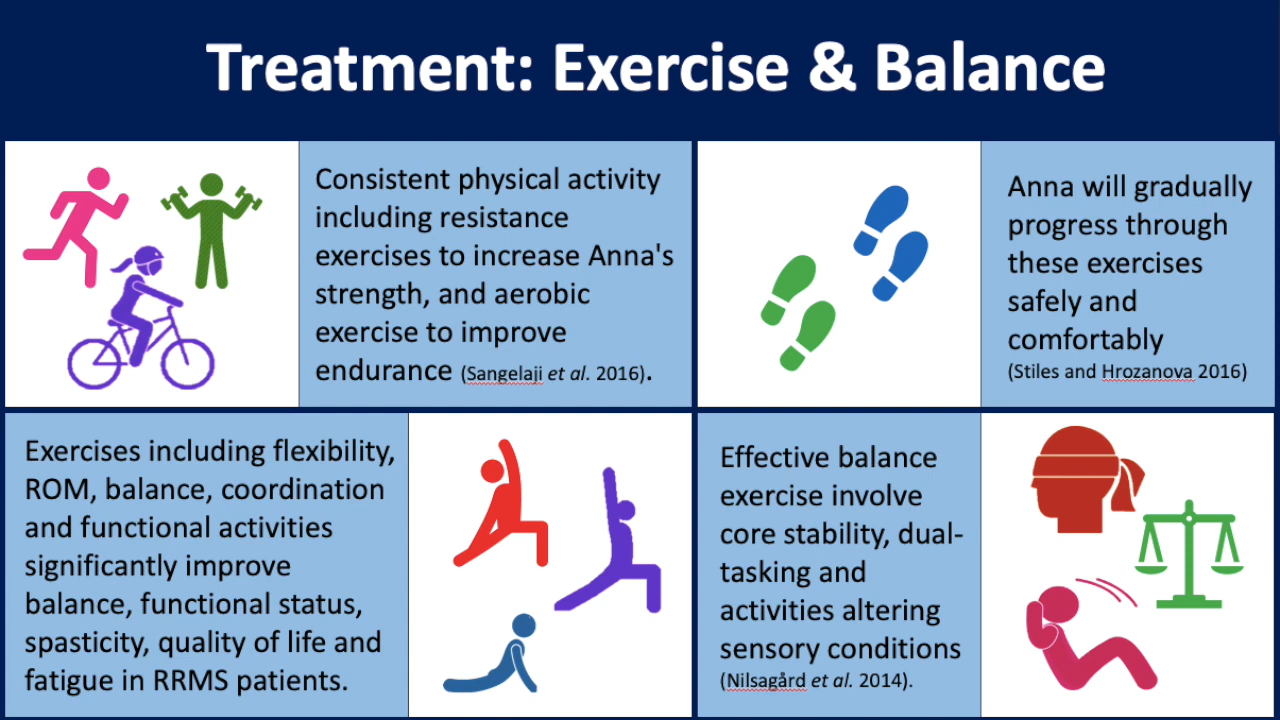 Treatment: Exercise & Balance
Consistent physical activity
including resistance
exercises to increase Anna's
strength, and aerobic
exercise to improve
endurance (Sangelaji et al. 2016).
Anna will gradually
progress through
these exercises
safely and
comfortably
(Stiles and Hrozanova 2016)
Exercises including flexibility,
ROM, balance, coordination
and functional activities
significantly improve
balance, functional status,
spasticity, quality of life and
fatigue in RRMS patients.
Effective balance
exercise involve
core stability, dual-
tasking and
activities altering
sensory conditions
(Nilsagård et al. 2014).